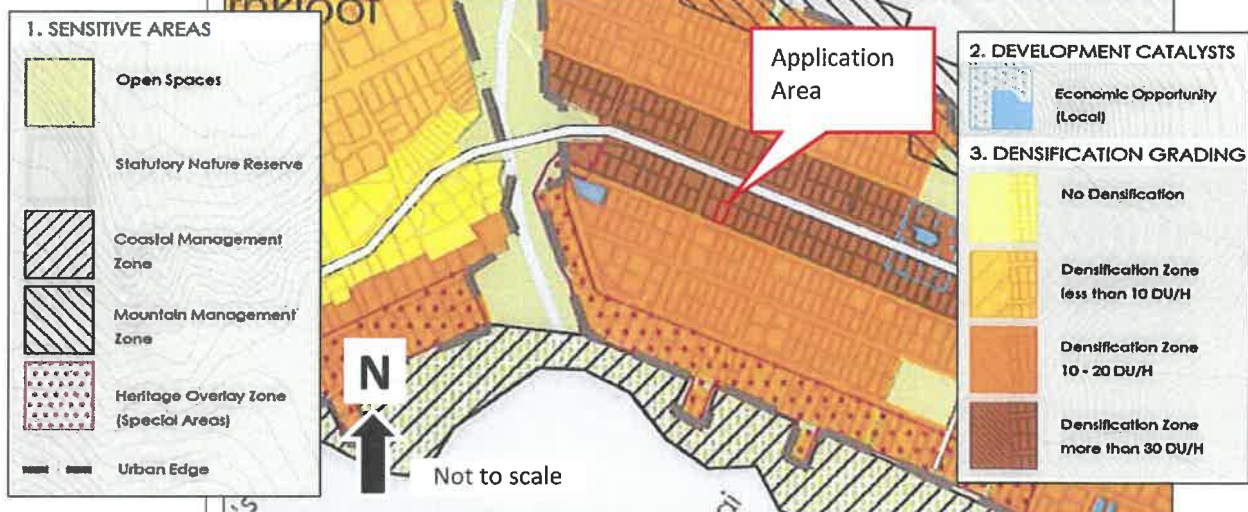 1. SENSITIVE AREAS
Open Spaces
Statutory Nature Reserve
Coastal Management
Zone
Mountain Management
Zone
Heritage Overlay Zone
(Special Areas)
Urban Edge
Application
Area
N
Not to scale
2. DEVELOPMENT CATALYSTS
Economic Opportunity
(Local)
3. DENSIFICATION GRADING
No Densification
Densification Zone
less than 10 DU/H
Densification Zone
10 - 20 DU/H
Densification Zone
more than 30 DU/H